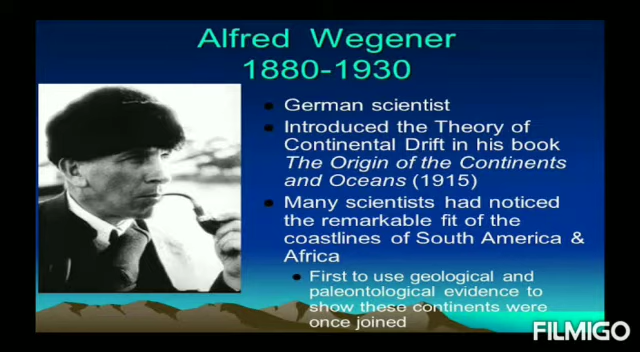 Alfred Wegener
1880-1930
German scientist
Introduced the Theory of
Continental Drift in his book
The Origin of the Continents
and Oceans (1915)
Many scientists had noticed
the remarkable fit of the
coastlines of South America &
Africa
First to use geological and
paleontological evidence to
show these continents were
once joined
FILMIGO